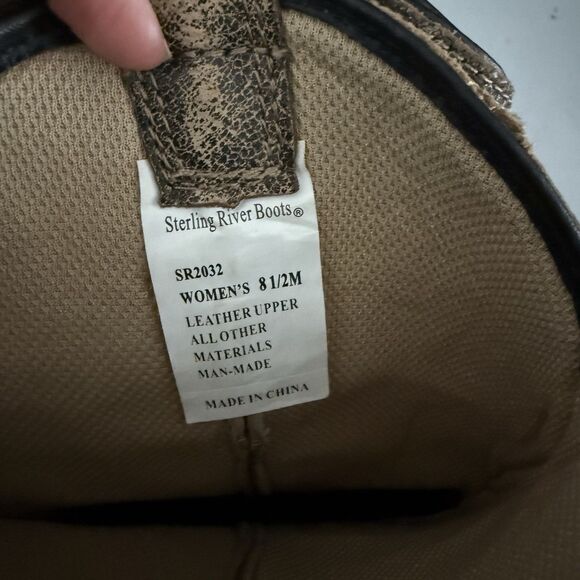 Sterling River Boots®
SR2032
WOMEN'S 8 1/2M
LEATHER UPPER
ALL OTHER
MATERIALS
MAN-MADE
MADE IN CHINA